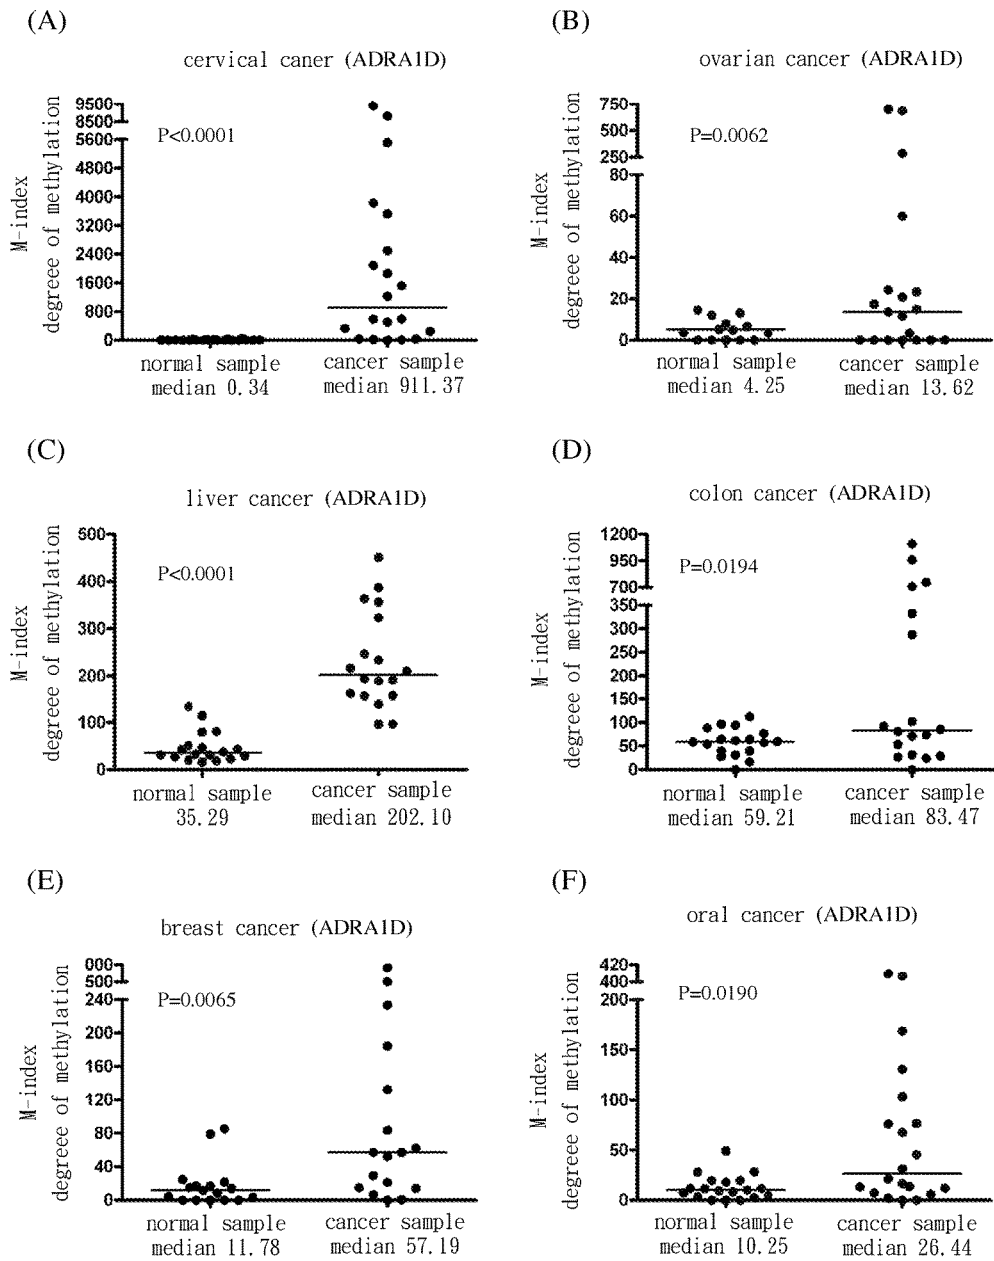 (A)
cervical caner (ADRA1D)
M-index
degreee of methylation
9500
8500
5600
4800
4000
3200
2400
1600
800
0
P<0.0001
normal sample
median 0.34
cancer sample
median 911.37
(B)
ovarian cancer (ADRA1D)
M-index
degreee of methylation
750
500
250
80
60
40
20
0
P=0.0062
normal sample
median 4.25
cancer sample
median 13.62
(C)
liver cancer (ADRA1D)
M-index
degreee of methylation
500
400
300
200
100
0
P<0.0001
normal sample
35.29
cancer sample
median 202.10
(D)
colon cancer (ADRA1D)
M-index
degreee of methylation
1200
950
700
350
300
250
200
150
100
50
0
P=0.0194
normal sample
median 59.21
cancer sample
median 83.47
(E)
breast cancer (ADRA1D)
M-index
degreee of methylation
500
240
200
160
120
80
40
0
P=0.0065
normal sample
median 11.78
cancer sample
median 57.19
(F)
oral cancer (ADRA1D)
M-index
degreee of methylation
420
400
200
150
100
50
0
P=0.0190
normal sample
median 10.25
cancer sample
median 26.44